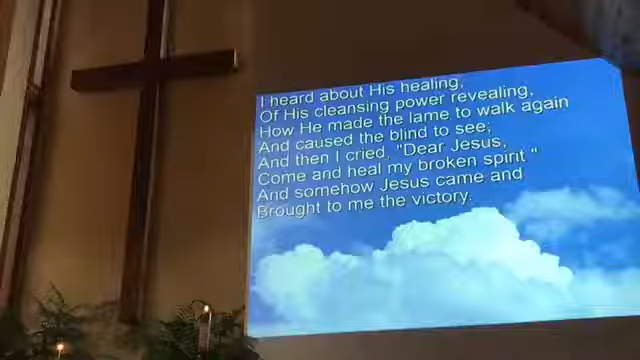 I heard about His healing,
Of His cleansing power revealing,
How He made the lame to walk again
And caused the blind to see;
And then I cried, "Dear Jesus,
Come and heal my broken spirit "
And somehow Jesus came and
Brought to me the victory.